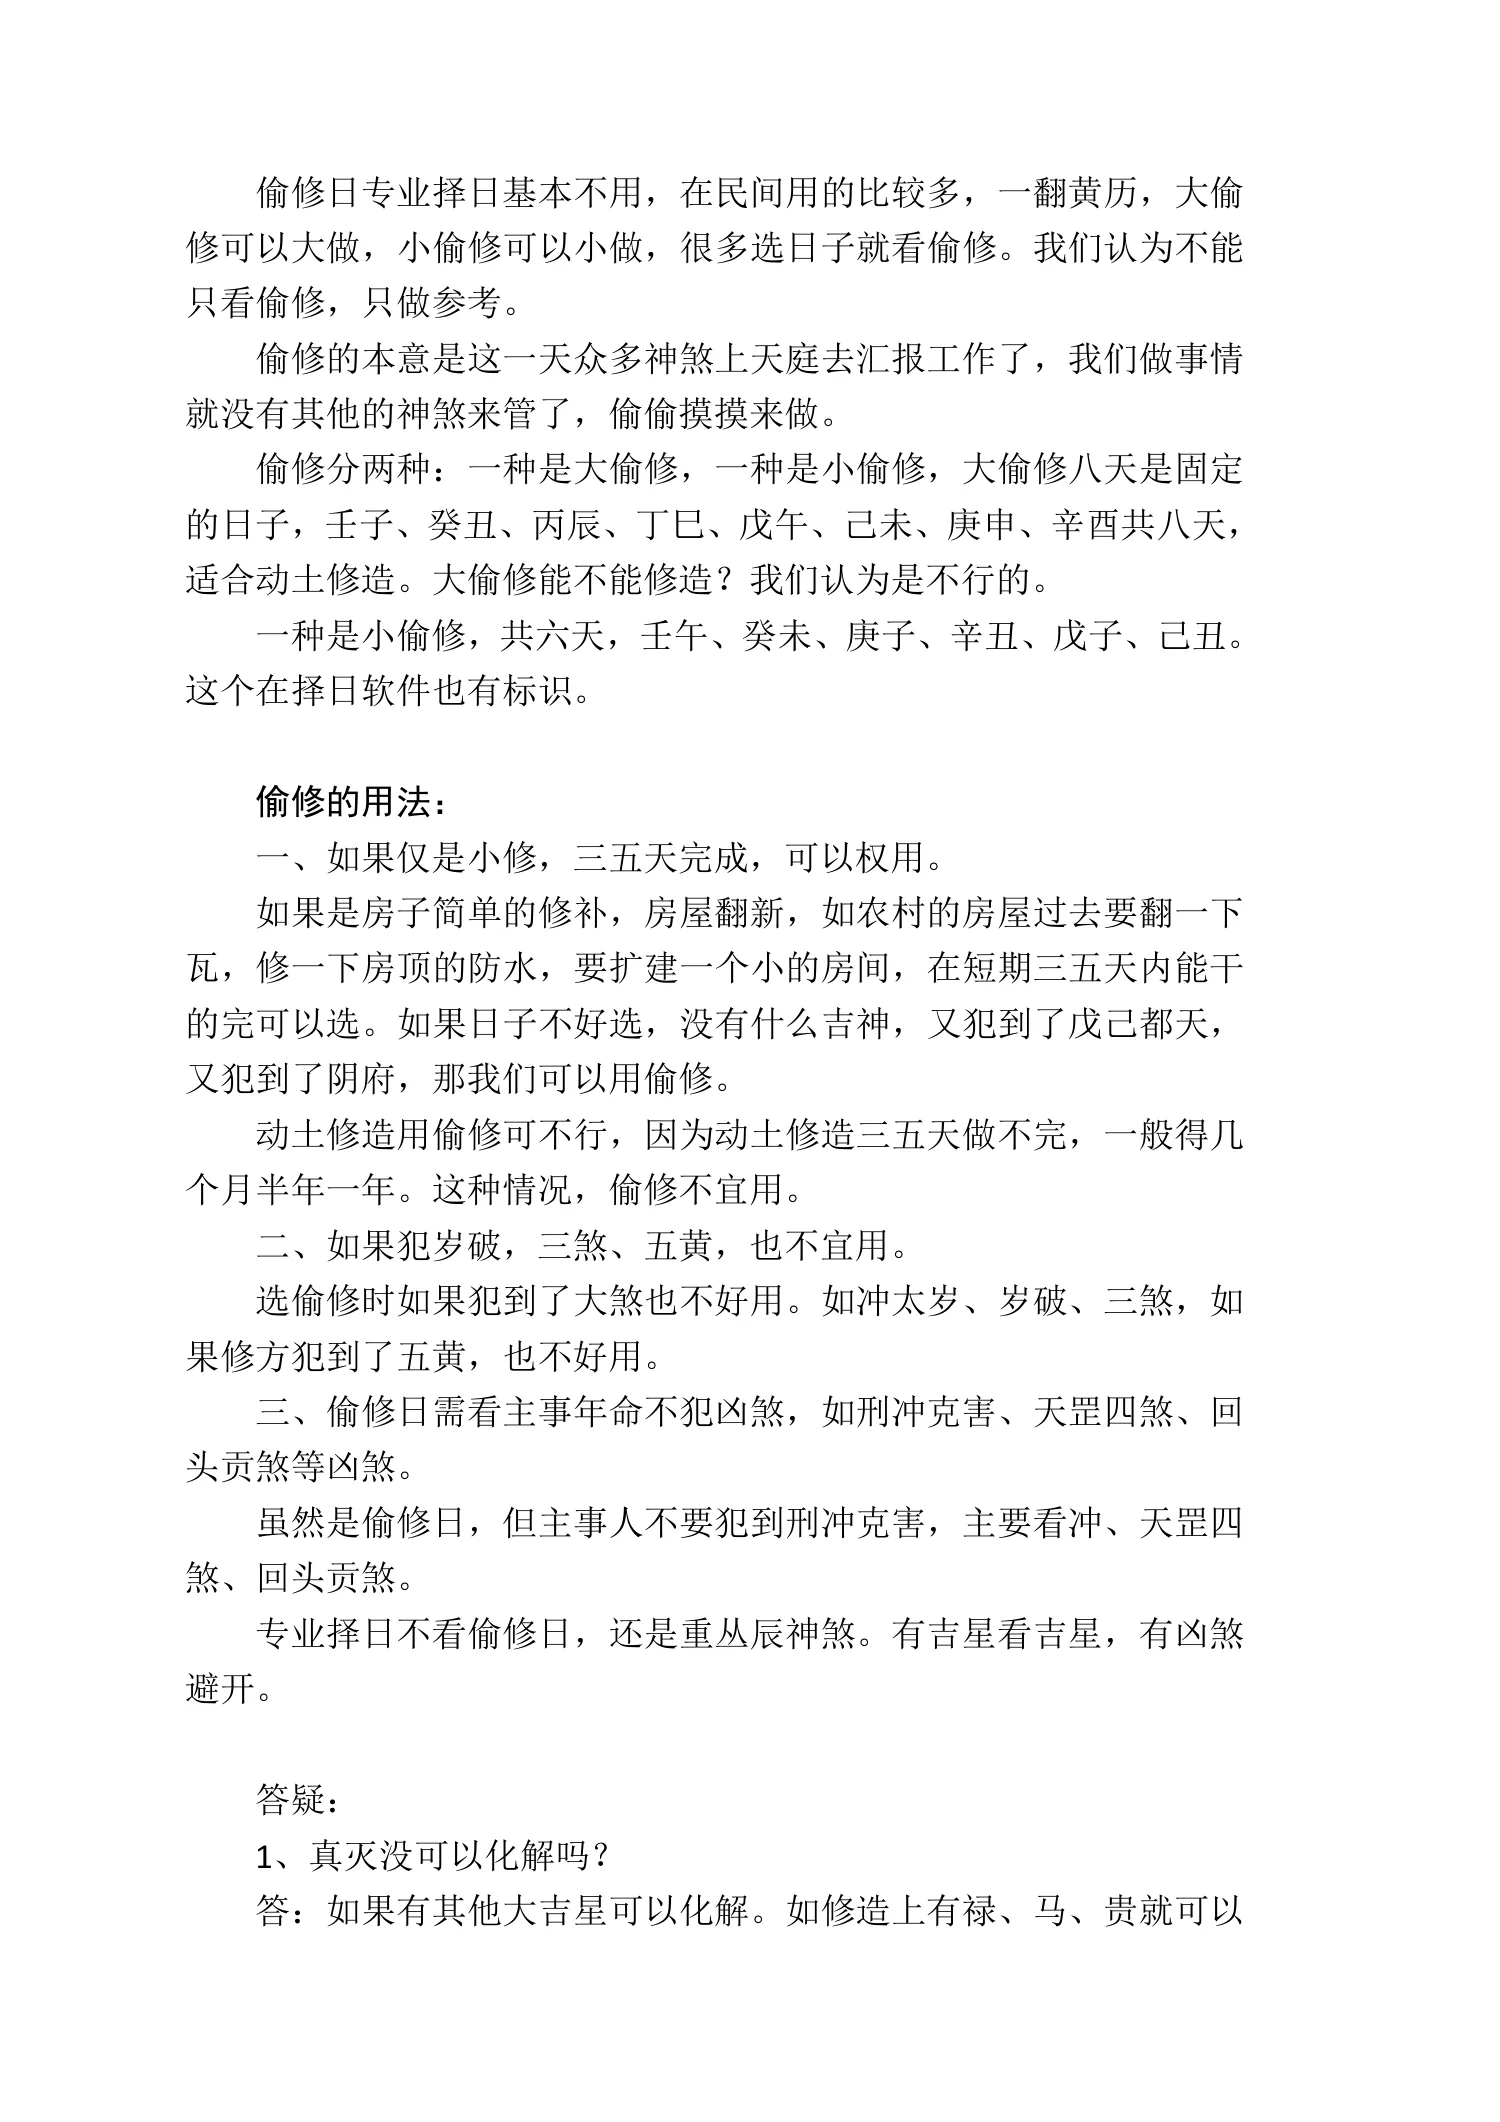 偷修日专业择日基本不用，在民间用的比较多，一翻黄历，大偷
修可以大做，小偷修可以小做，很多选日子就看偷修。我们认为不能
只看偷修，只做参考。
偷修的本意是这一天众多神煞上天庭去汇报工作了，我们做事情
就没有其他的神煞来管了，偷偷摸摸来做。
偷修分两种：一种是大偷修，一种是小偷修，大偷修八天是固定
的日子，壬子、癸丑、丙辰、丁巳、戊午、己未、庚申、辛酉共八天，
适合动土修造。大偷修能不能修造？我们认为是不行的。
一种是小偷修，共六天，壬午、癸未、庚子、辛丑、戊子、己丑。
这个在择日软件也有标识。
偷修的用法：
一、如果仅是小修，三五天完成，可以权用。
如果是房子简单的修补，房屋翻新，如农村的房屋过去要翻一下
瓦，修一下房顶的防水，要扩建一个小的房间，在短期三五天内能干
的完可以选。如果日子不好选，没有什么吉神，又犯到了戊己都天，
又犯到了阴府，那我们可以用偷修。
动土修造用偷修可不行，因为动土修造三五天做不完，一般得几
个月半年一年。这种情况，偷修不宜用。
二、如果犯岁破，三煞、五黄，也不宜用。
选偷修时如果犯到了大煞也不好用。如冲太岁、岁破、三煞，如
果修方犯到了五黄，也不好用。
三、偷修日需看主事年命不犯凶煞，如刑冲克害、天罡四煞、回
头贡煞等凶煞。
虽然是偷修日，但主事人不要犯到刑冲克害，主要看冲、天罡四
煞、回头贡煞。
专业择日不看偷修日，还是重丛辰神煞。有吉星看吉星，有凶煞
避开。
答疑：
1、真灭没可以化解吗？
答：如果有其他大吉星可以化解。如修造上有禄、马、贵就可以